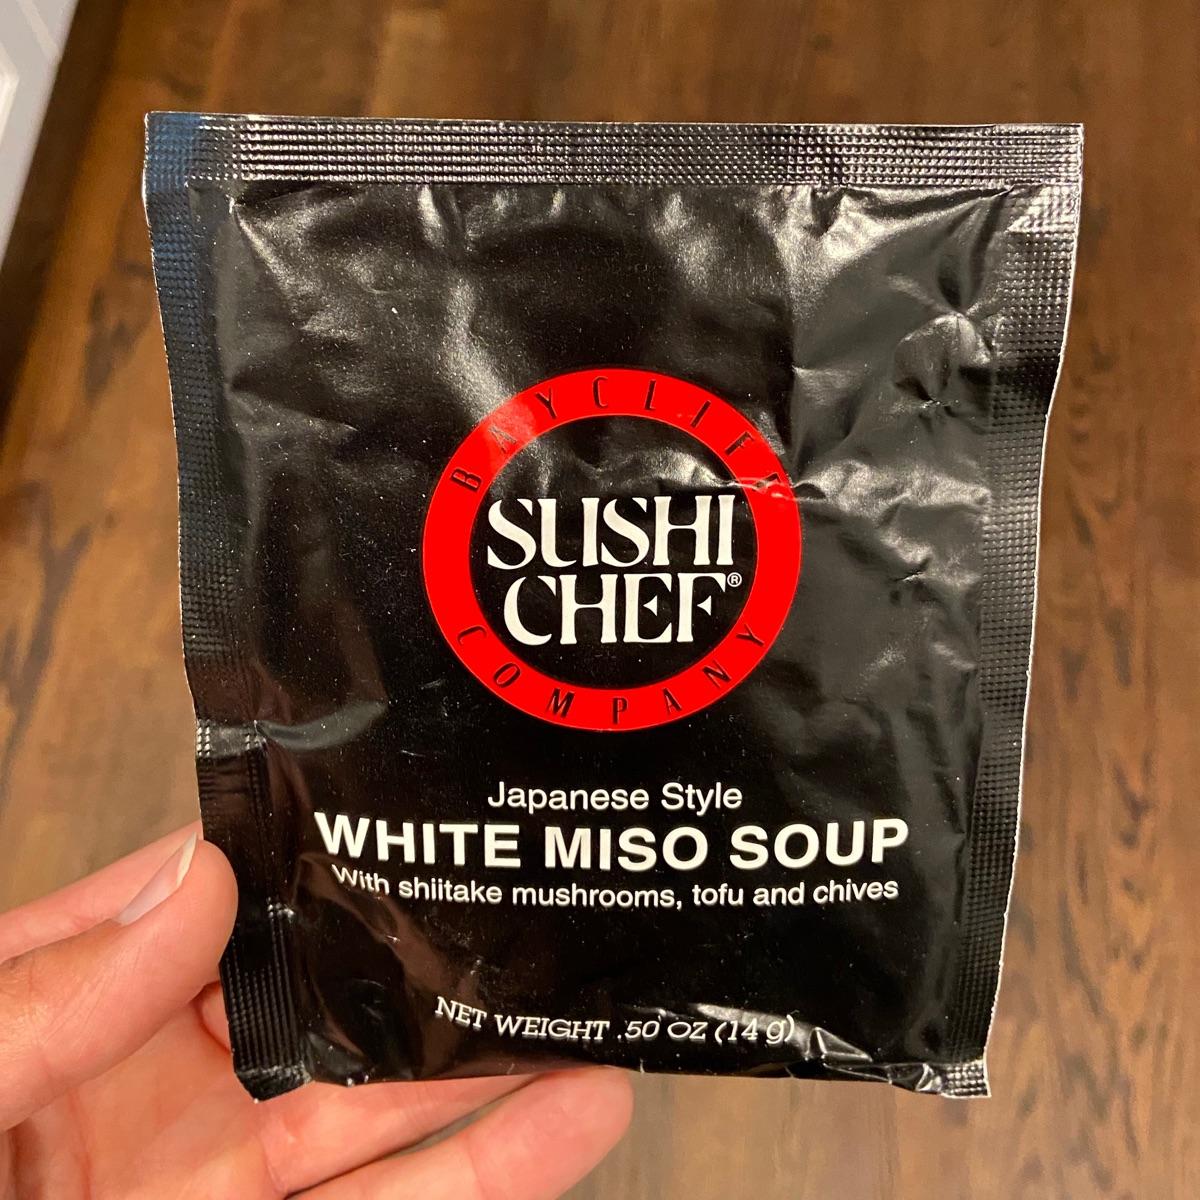 BAYCLIFF
SUSHI
CHEF®
COMPANY
Japanese Style
WHITE MISO SOUP
With shiitake mushrooms, tofu and chives
NET WEIGHT .50 OZ (14 g)